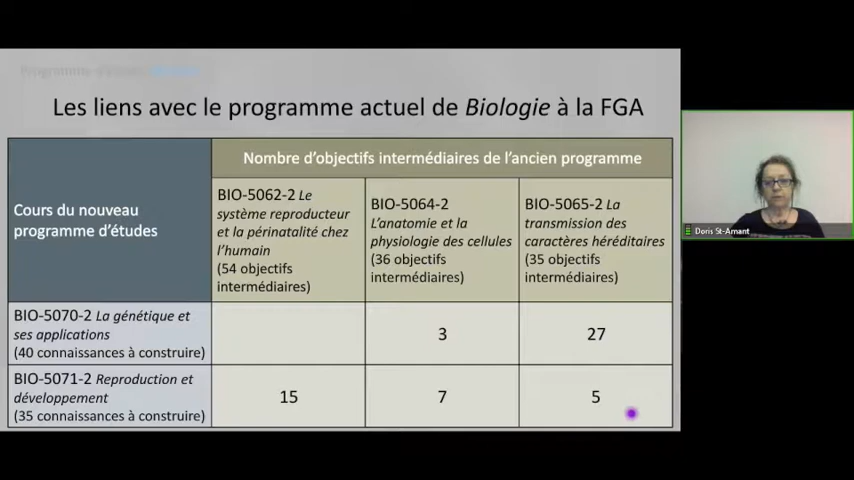 Les liens avec le programme actuel de Biologie à la FGA
Nombre d'objectifs intermédiaires de l'ancien programme
Cours du nouveau
programme d'études
BIO-5062-2 Le
système reproducteur
et la périnatalité chez
l'humain
(54 objectifs
intermédiaires)
BIO-5064-2
L'anatomie et la
physiologie des cellules
(36 objectifs
intermédiaires)
BIO-5065-2 La
transmission des
caractères héréditaires
(35 objectifs
intermédiaires)
BIO-5070-2 La génétique et
ses applications
(40 connaissances à construire)
3
27
BIO-5071-2 Reproduction et
développement
(35 connaissances à construire)
15
7
5
Doris St-Amant